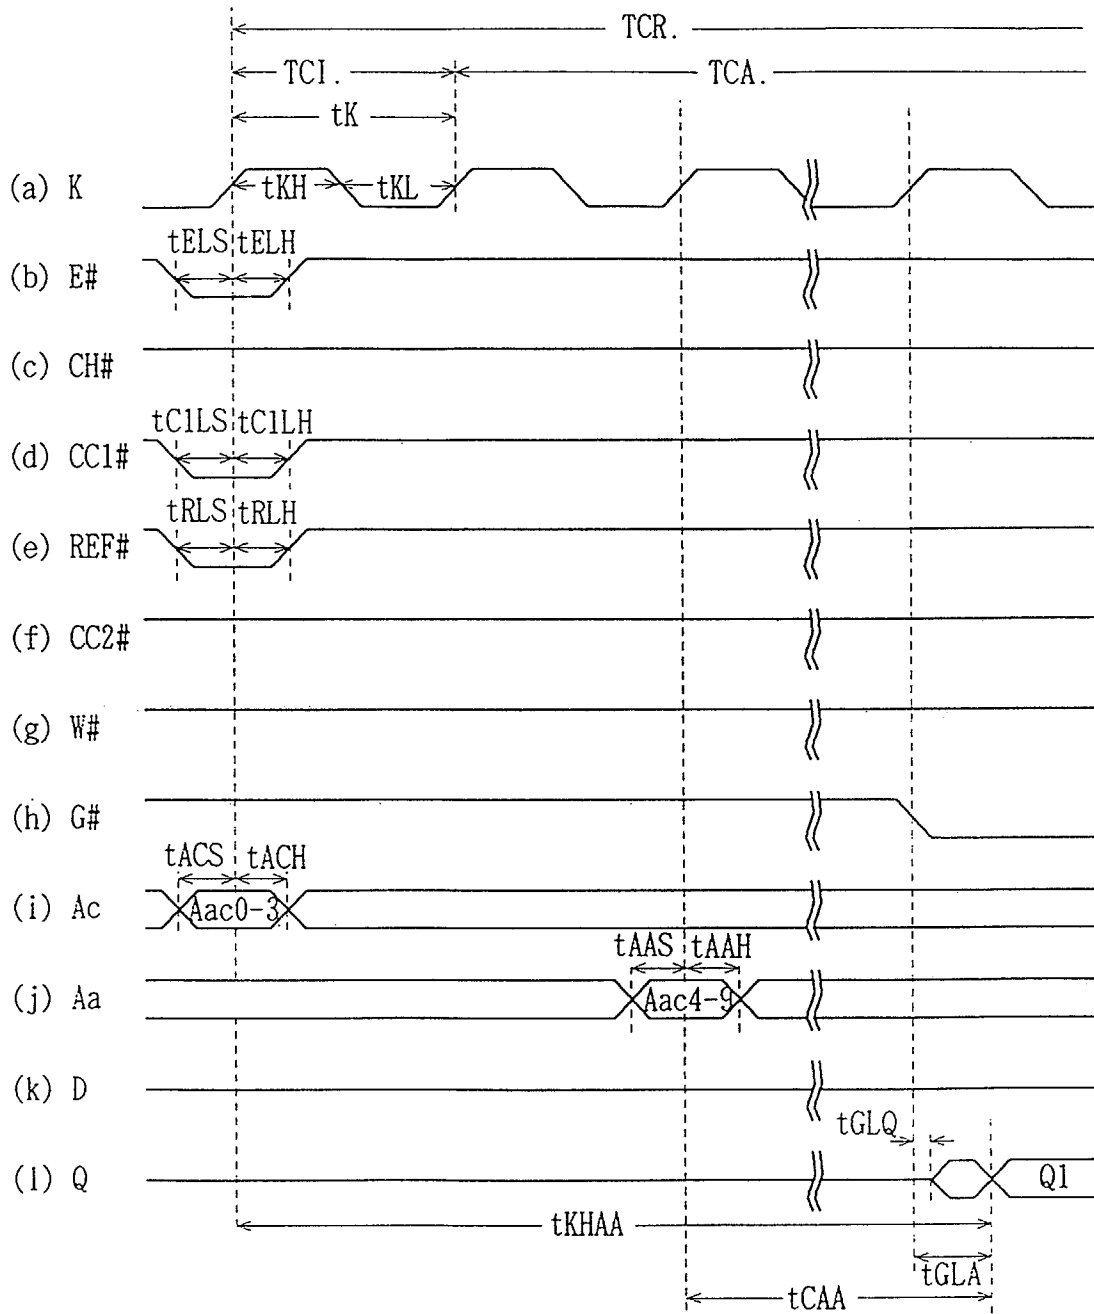 TCR.
TCI. TCA.
tK
(a) K tKH tKL
tELS tELH
(b) E#
(c) CH#
tC1LS tC1LH
(d) CC1#
tRLS tRLH
(e) REF#
(f) CC2#
(g) W#
(h) G#
tACS tACH
(i) Ac Aac0-3
tAAS tAAH
(j) Aa Aac4-9
(k) D
tGLQ
(l) Q Q1
tKHAA
tGLA
tCAA